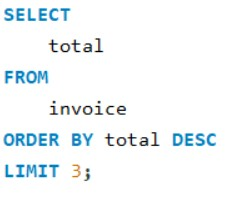 SELECT
    total
FROM
    invoice
ORDER BY total DESC
LIMIT 3;